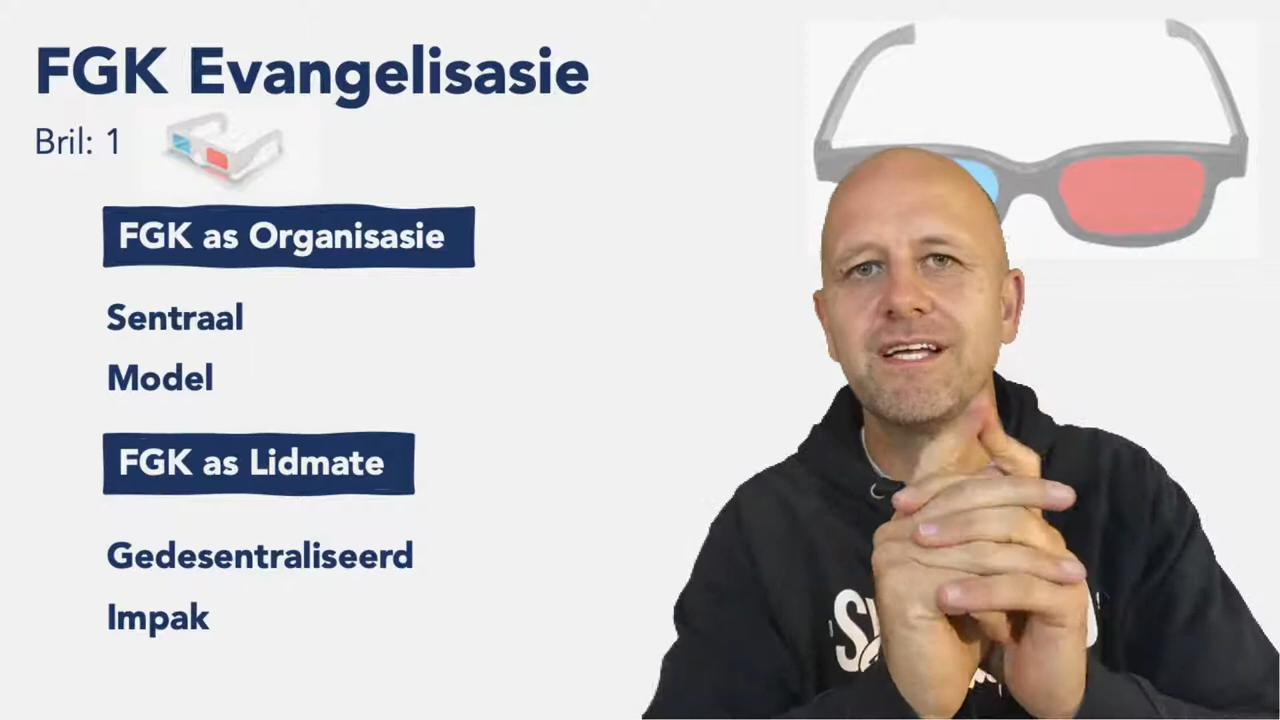 FGK Evangelisasie
Bril: 1
FGK as Organisasie
Sentraal
Model
FGK as Lidmate
Gedesentraliseerd
Impak